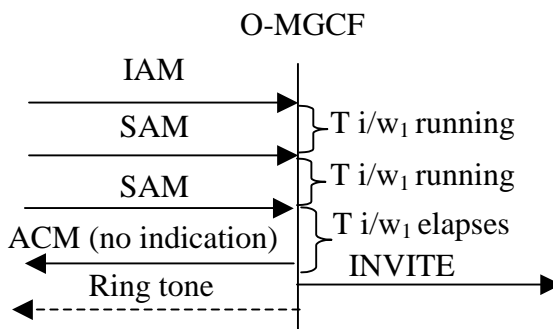 O-MGCF
IAM
T i/w₁ running
SAM
T i/w₁ running
SAM
T i/w₁ elapses
ACM (no indication)
INVITE
Ring tone